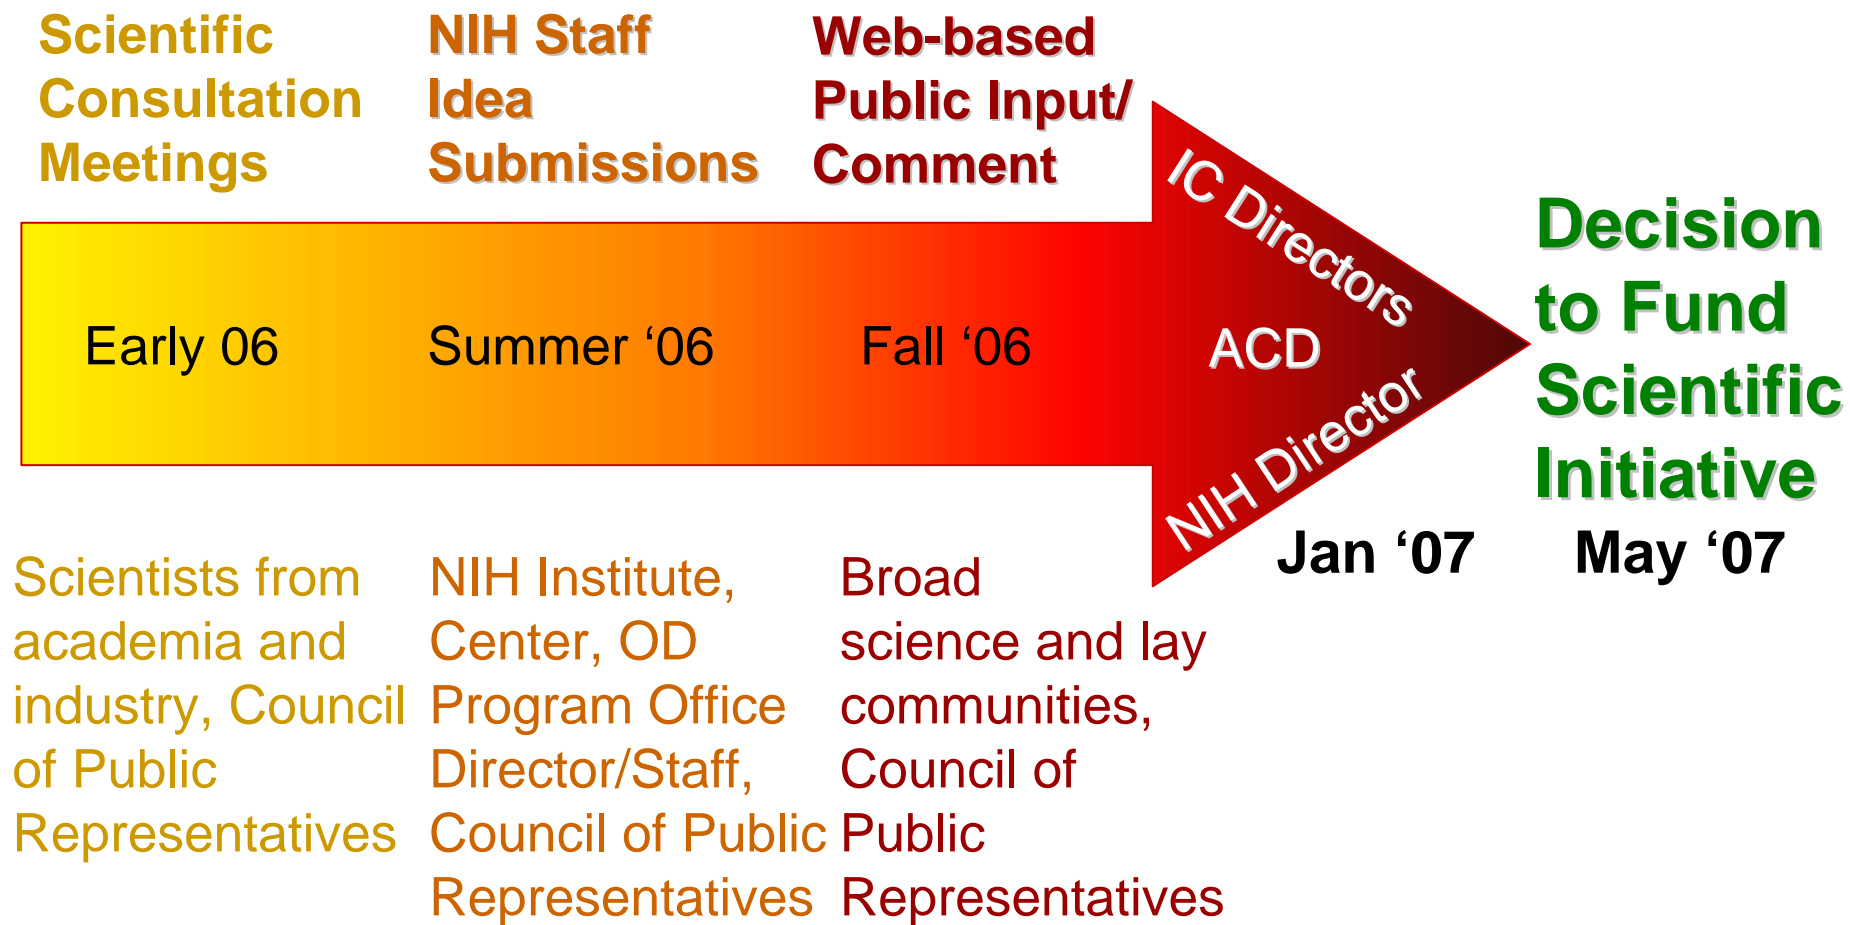 Scientific
Consultation
Meetings
NIH Staff
Idea
Submissions
Web-based
Public Input/
Comment
Early 06
Summer ‘06
Fall ‘06
IC Directors
ACD
NIH Director
Decision
to Fund
Scientific
Initiative
Jan ‘07
May ‘07
Scientists from
academia and
industry, Council
of Public
Representatives
NIH Institute,
Center, OD
Program Office
Director/Staff,
Council of Public
Representatives
Broad
science and lay
communities,
Council of
Public
Representatives